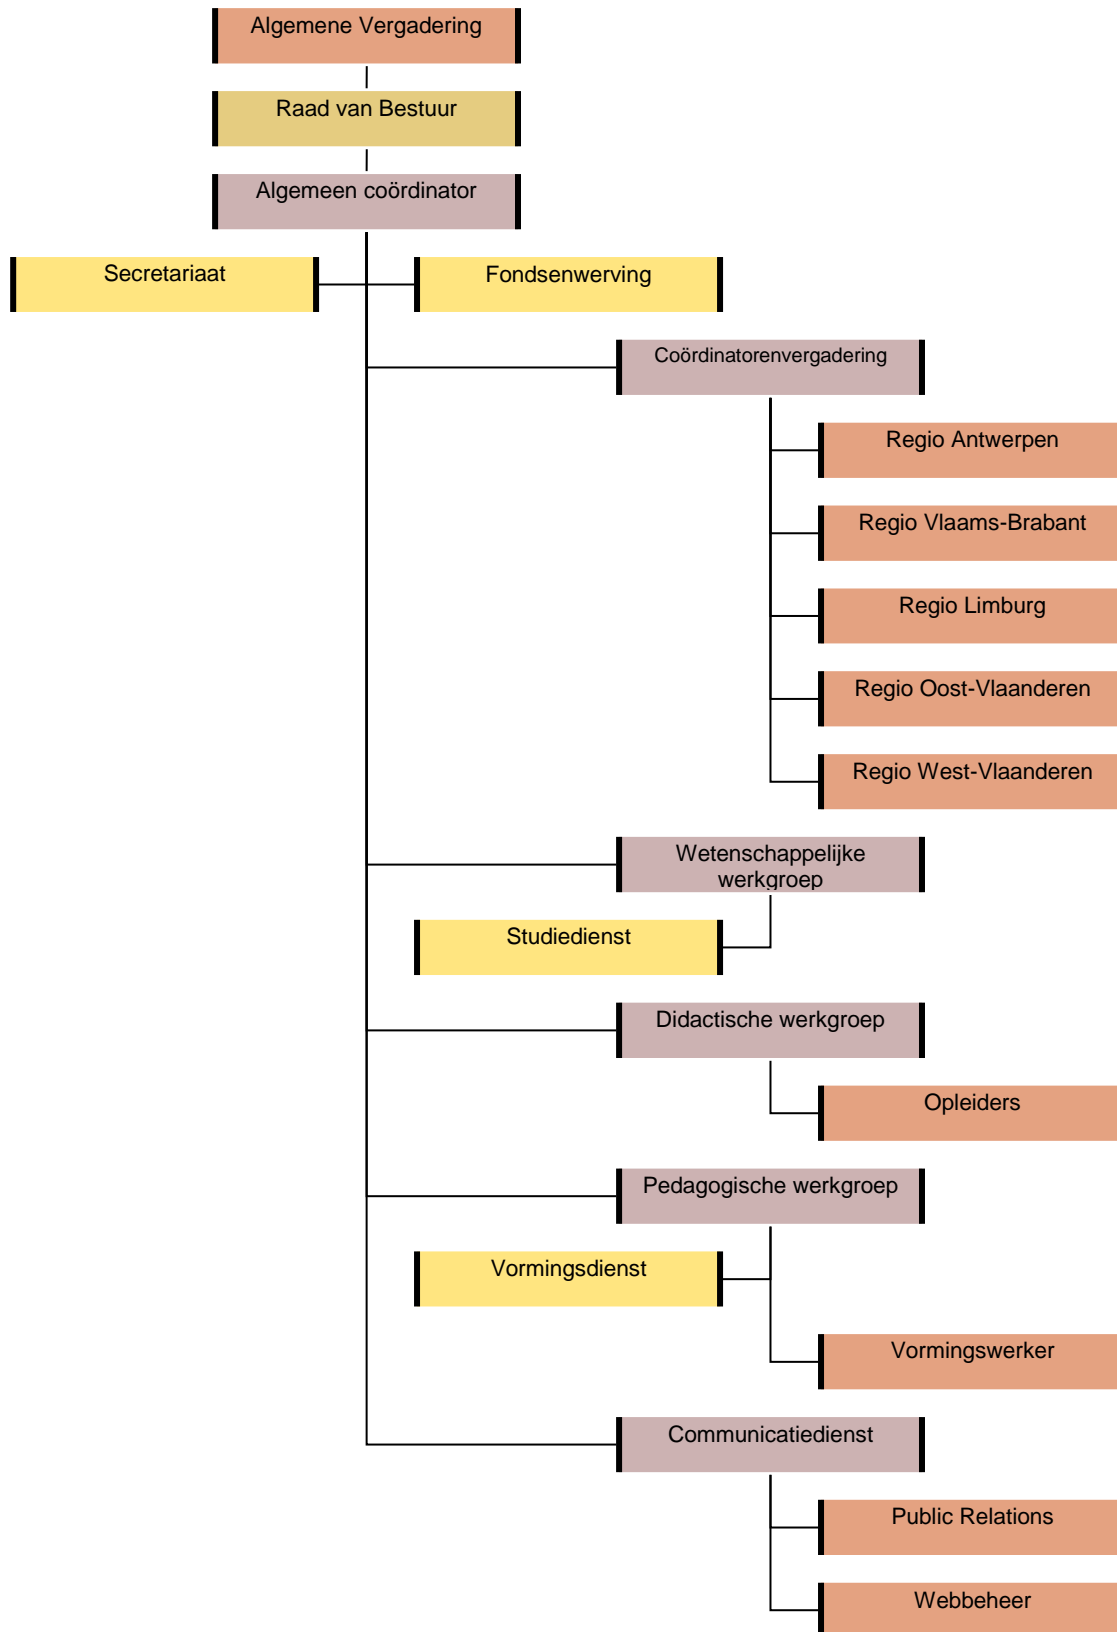 Algemene Vergadering
Raad van Bestuur
Algemeen coördinator
Secretariaat
Fondsenwerving
Coördinatorenvergadering
Regio Antwerpen
Regio Vlaams-Brabant
Regio Limburg
Regio Oost-Vlaanderen
Regio West-Vlaanderen
Wetenschappelijke
werkgroep
Studiedienst
Didactische werkgroep
Opleiders
Pedagogische werkgroep
Vormingsdienst
Vormingswerker
Communicatiedienst
Public Relations
Webbeheer